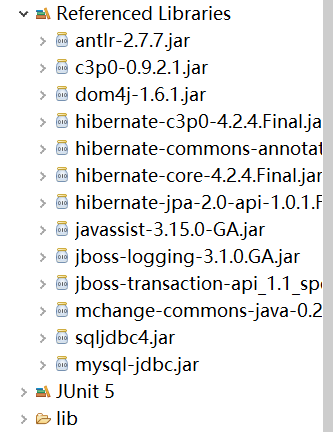 Referenced Libraries
antlr-2.7.7.jar
c3p0-0.9.2.1.jar
dom4j-1.6.1.jar
hibernate-c3p0-4.2.4.Final.ja
hibernate-commons-annotat
hibernate-core-4.2.4.Final.jar
hibernate-jpa-2.0-api-1.0.1.F
javassist-3.15.0-GA.jar
jboss-logging-3.1.0.GA.jar
jboss-transaction-api_1.1_spe
mchange-commons-java-0.2
sqljdbc4.jar
mysql-jdbc.jar
JUnit 5
lib